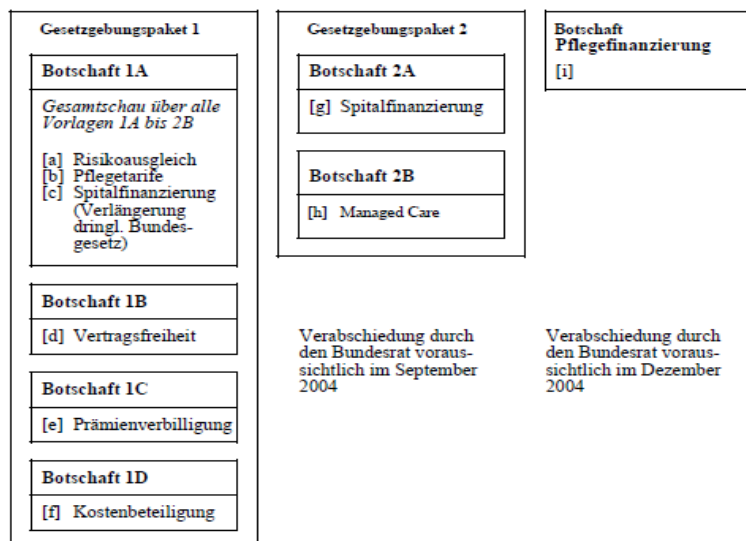 Gesetzgebungspaket 1
Botschaft 1A
Gesamtschau über alle
Vorlagen 1A bis 2B
[a] Risikoausgleich
[b] Pflegetarife
[c] Spitalfinanzierung
(Verlängerung
dringl. Bundes-
gesetz)
Botschaft 1B
[d] Vertragsfreiheit
Botschaft 1C
[e] Prämienverbilligung
Botschaft 1D
[f] Kostenbeteiligung
Gesetzgebungspaket 2
Botschaft 2A
[g] Spitalfinanzierung
Botschaft 2B
[h] Managed Care
Verabschiedung durch
den Bundesrat voraus-
sichtlich im September
2004
Botschaft
Pflegefinanzierung
[i]
Verabschiedung durch
den Bundesrat voraus-
sichtlich im Dezember
2004